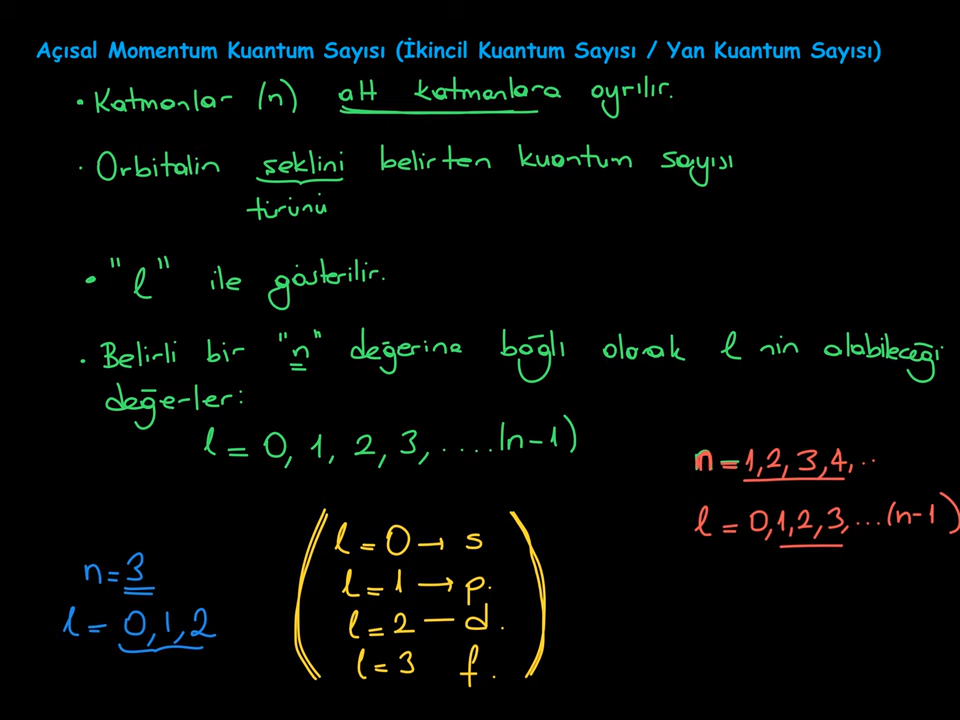 Açısal Momentum Kuantum Sayısı (İkincil Kuantum Sayısı / Yan Kuantum Sayısı)
• Katmanlar (n) alt katmanlara ayrılır.
• Orbitalin şeklini belirten kuantum sayısı
türünü
• "l" ile gösterilir.
• Belirli bir "n" değerine bağlı olarak l nin alabileceği
değerler:
l = 0, 1, 2, 3, ....(n-1)
n = 1, 2, 3, 4, ..
l = 0, 1, 2, 3, ...(n-1)
n = 3
l = 0, 1, 2
l = 0 → s
l = 1 → p.
l = 2 — d.
l = 3 f.